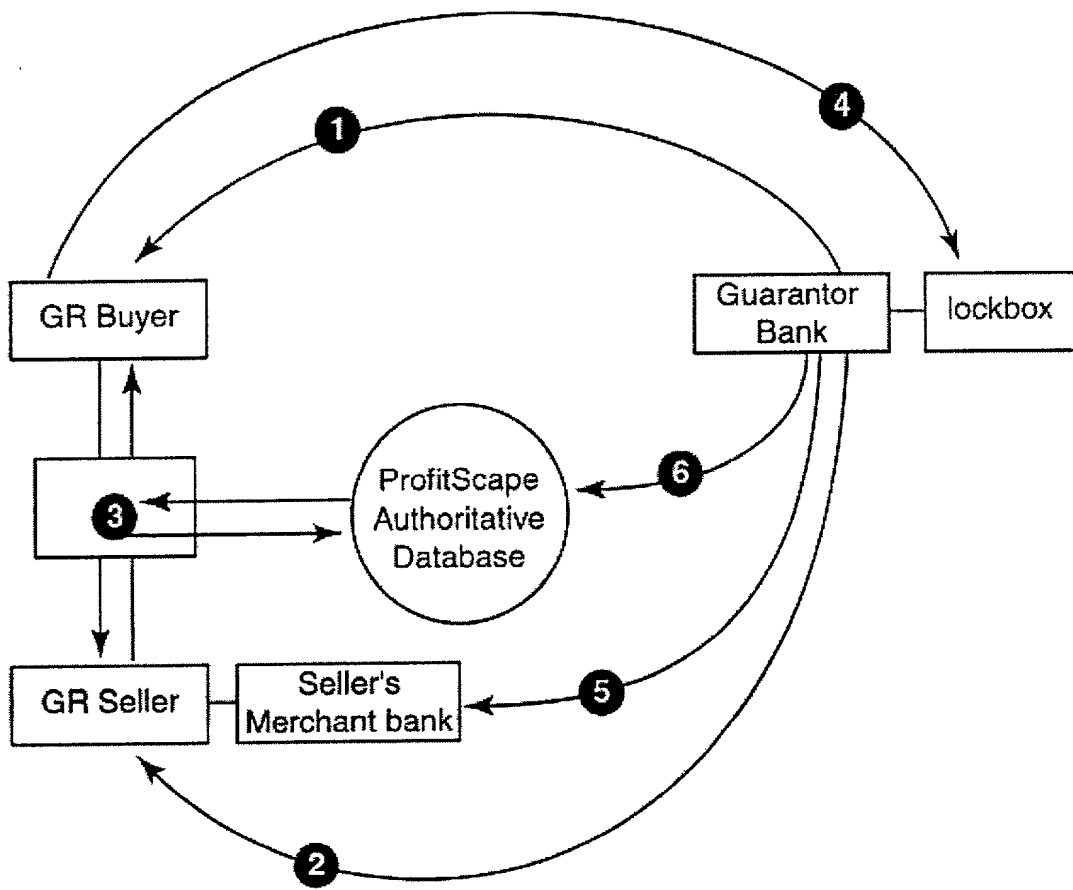 4
1
GR Buyer
Guarantor
Bank
lockbox
ProfitScape
Authoritative
Database
6
3
GR Seller
Seller's
Merchant bank
5
2